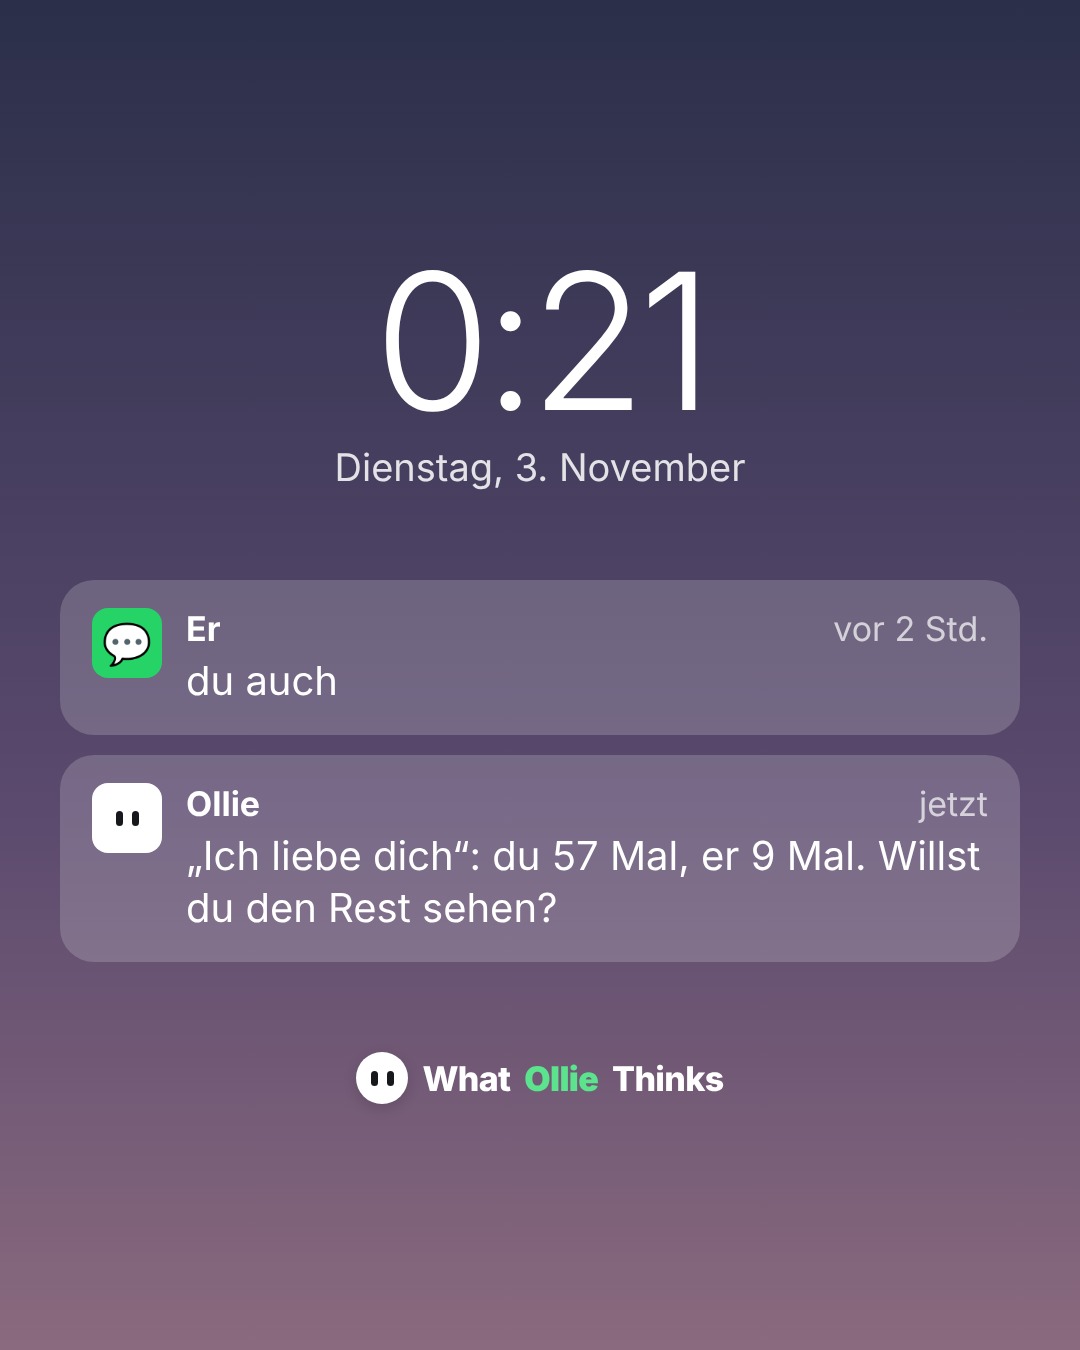 0:21
Dienstag, 3. November
Er
vor 2 Std.
du auch
Ollie
jetzt
„Ich liebe dich“: du 57 Mal, er 9 Mal. Willst
du den Rest sehen?
What Ollie Thinks